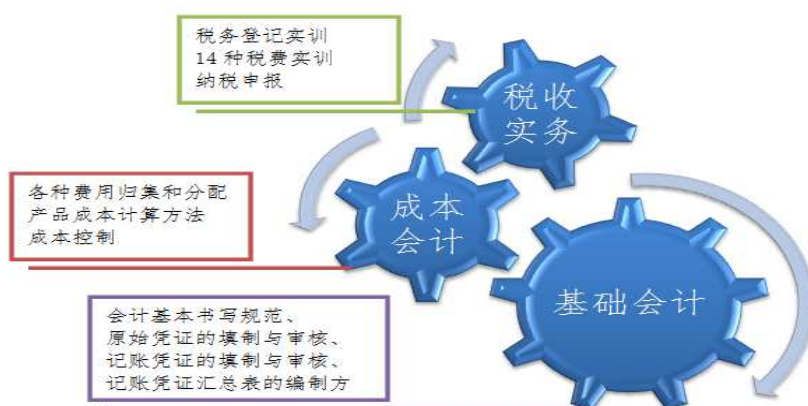 税务登记实训
14 种税费实训
纳税申报
税收
实务
各种费用归集和分配
产品成本计算方法
成本控制
成本
会计
会计基本书写规范、
原始凭证的填制与审核、
记账凭证的填制与审核、
记账凭证汇总表的编制方
基础会计